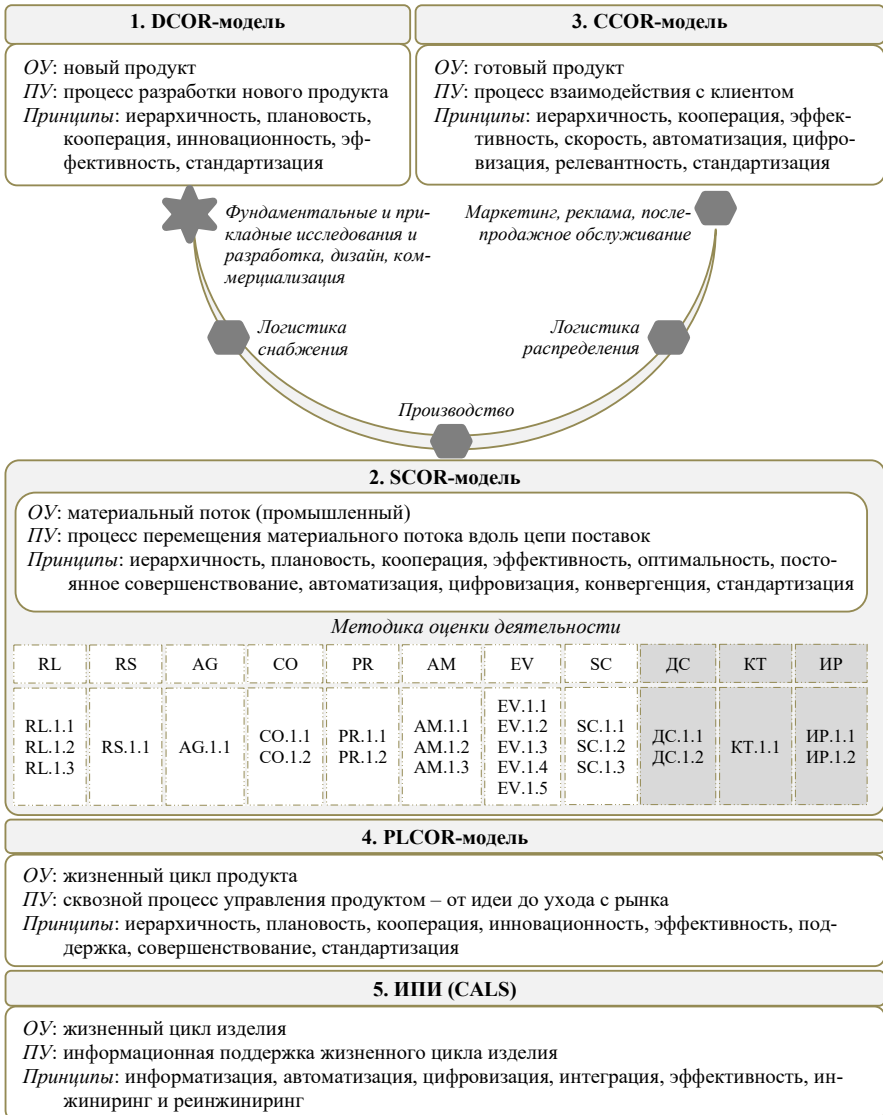 1. DCOR-модель
ОУ: новый продукт
ПУ: процесс разработки нового продукта
Принципы: иерархичность, плановость,
кооперация, инновационность, эф-
фективность, стандартизация
3. CCOR-модель
ОУ: готовый продукт
ПУ: процесс взаимодействия с клиентом
Принципы: иерархичность, кооперация, эффек-
тивность, скорость, автоматизация, цифро-
визация, релевантность, стандартизация
Фундаментальные и при-
кладные исследования и
разработка, дизайн, ком-
мерциализация
Маркетинг, реклама, после-
продажное обслуживание
Логистика
снабжения
Логистика
распределения
Производство
2. SCOR-модель
ОУ: материальный поток (промышленный)
ПУ: процесс перемещения материального потока вдоль цепи поставок
Принципы: иерархичность, плановость, кооперация, эффективность, оптимальность, посто-
янное совершенствование, автоматизация, цифровизация, конвергенция, стандартизация
Методика оценки деятельности
RL RS AG CO PR AM EV SC ДС КТ ИР
RL.1.1
RL.1.2
RL.1.3
RS.1.1
AG.1.1
CO.1.1
CO.1.2
PR.1.1
PR.1.2
AM.1.1
AM.1.2
AM.1.3
EV.1.1
EV.1.2
EV.1.3
EV.1.4
EV.1.5
SC.1.1
SC.1.2
SC.1.3
ДС.1.1
ДС.1.2
КТ.1.1
ИР.1.1
ИР.1.2
4. PLCOR-модель
ОУ: жизненный цикл продукта
ПУ: сквозной процесс управления продуктом – от идеи до ухода с рынка
Принципы: иерархичность, плановость, кооперация, инновационность, эффективность, под-
держка, совершенствование, стандартизация
5. ИПИ (CALS)
ОУ: жизненный цикл изделия
ПУ: информационная поддержка жизненного цикла изделия
Принципы: информатизация, автоматизация, цифровизация, интеграция, эффективность, ин-
жиниринг и реинжиниринг